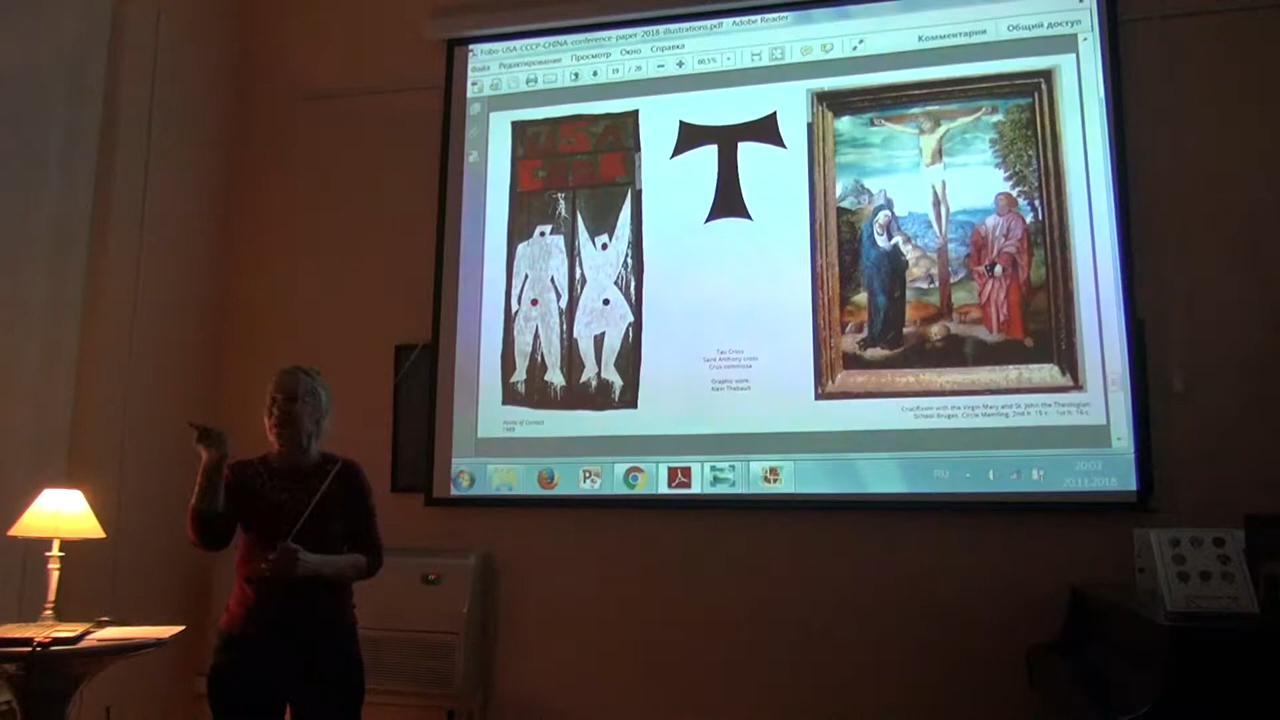 Fobo-USA-CCCP-CHINA-conference-paper-2018-illustrations.pdf - Adobe Reader
Файл Редактирование Просмотр Окно Справка
19 / 26
60,5%
Комментарии
Общий доступ
USA
Tau Cross
Saint Anthony cross
Crux commissa
Graphic work
Alain Thebault
Points of Contact
1989
Crucifixion with the Virgin Mary and St. John the Theologian
School Bruges, Circle Memling, 2nd h. 15 c. - 1st h. 16 c.
RU
20:03
20.11.2018